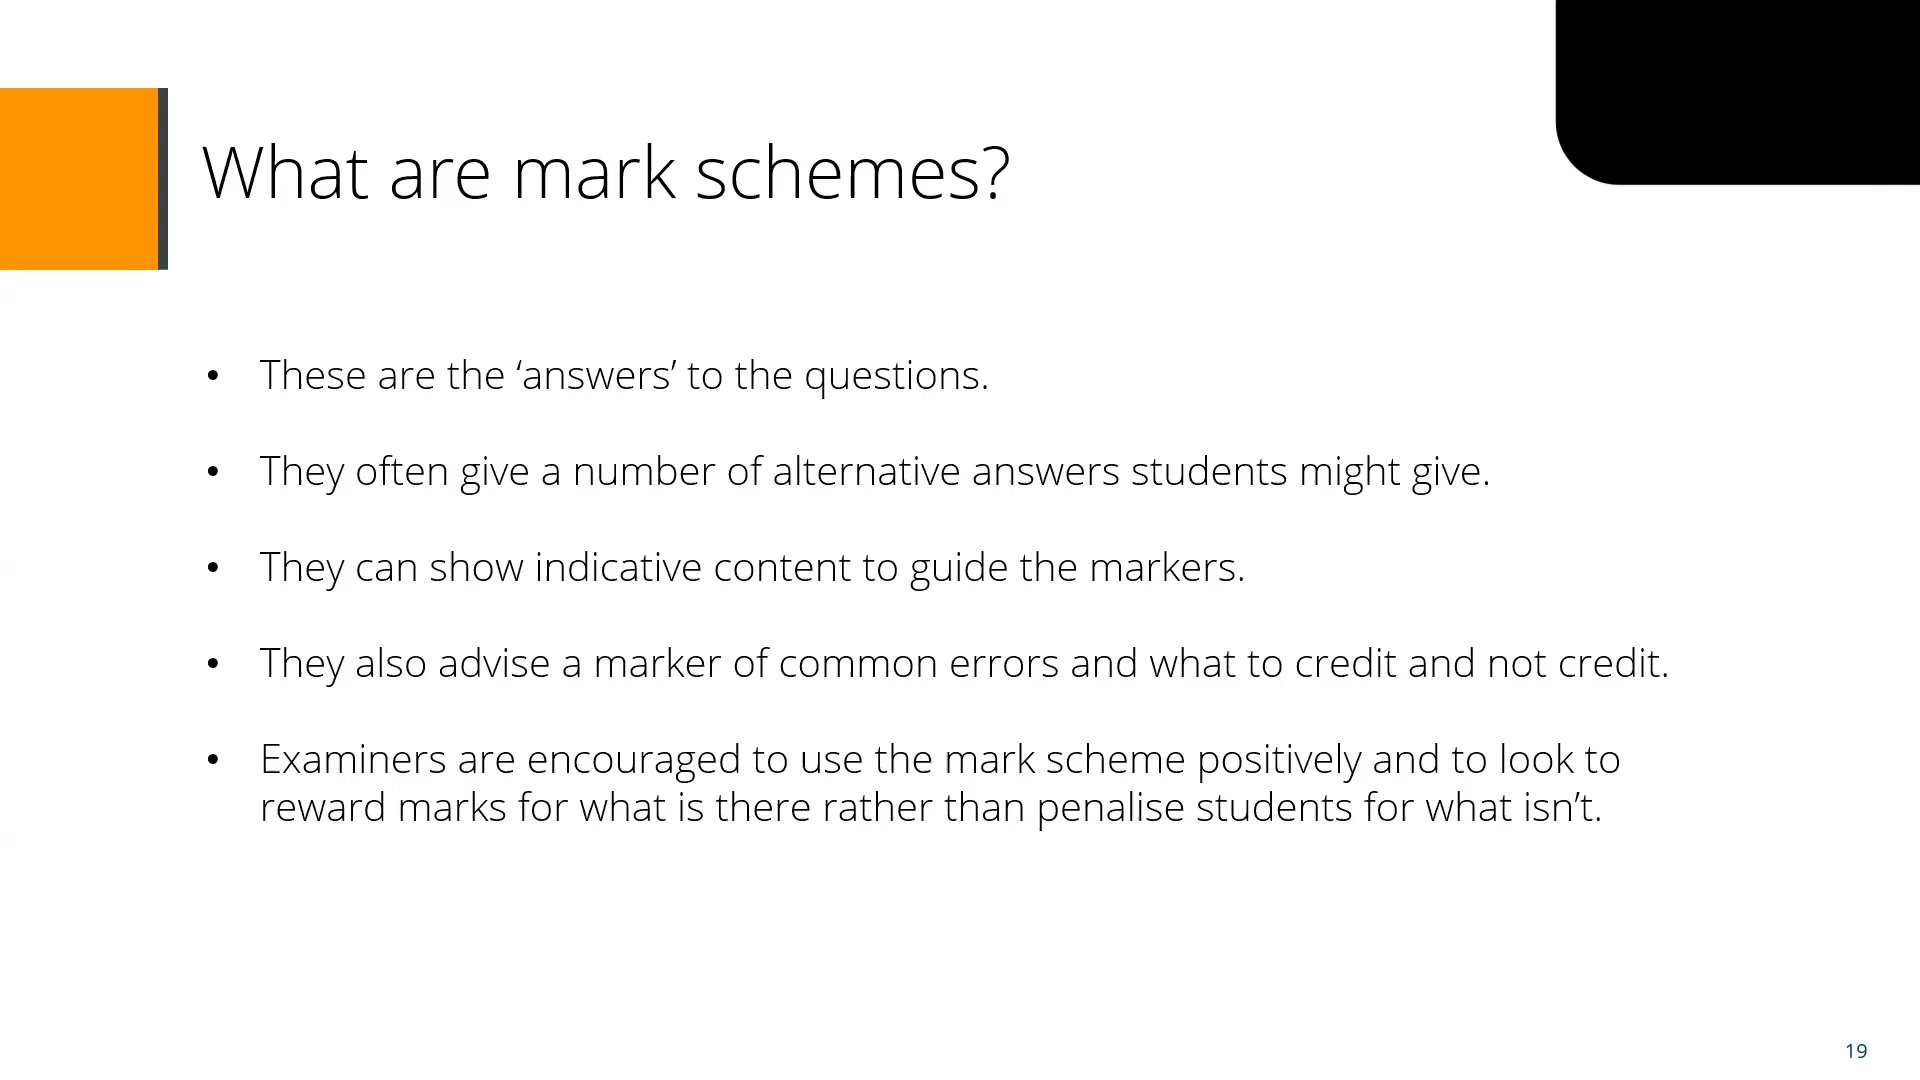 What are mark schemes?
• These are the ‘answers’ to the questions.
• They often give a number of alternative answers students might give.
• They can show indicative content to guide the markers.
• They also advise a marker of common errors and what to credit and not credit.
• Examiners are encouraged to use the mark scheme positively and to look to
reward marks for what is there rather than penalise students for what isn’t.
19